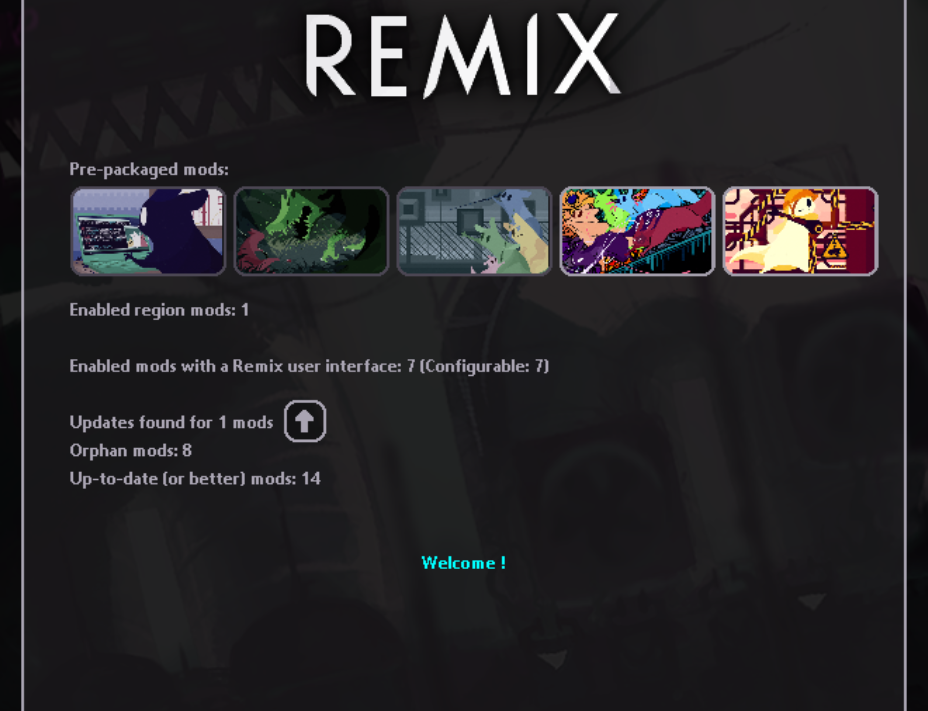 REMIX
Pre-packaged mods:
Enabled region mods: 1
Enabled mods with a Remix user interface: 7 (Configurable: 7)
Updates found for 1 mods
Orphan mods: 8
Up-to-date (or better) mods: 14
Welcome !